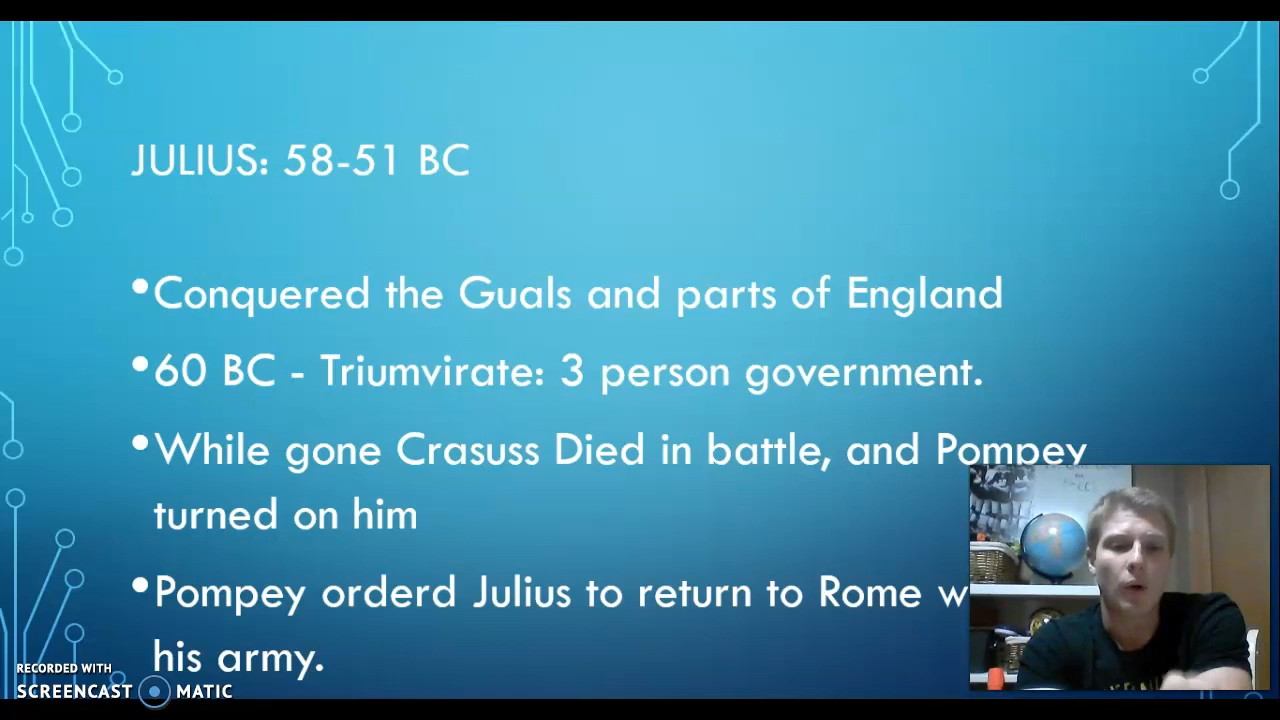 JULIUS: 58-51 BC
•Conquered the Guals and parts of England
•60 BC - Triumvirate: 3 person government.
•While gone Crasuss Died in battle, and Pompey
turned on him
•Pompey orderd Julius to return to Rome w
his army.
RECORDED WITH
SCREENCAST MATIC